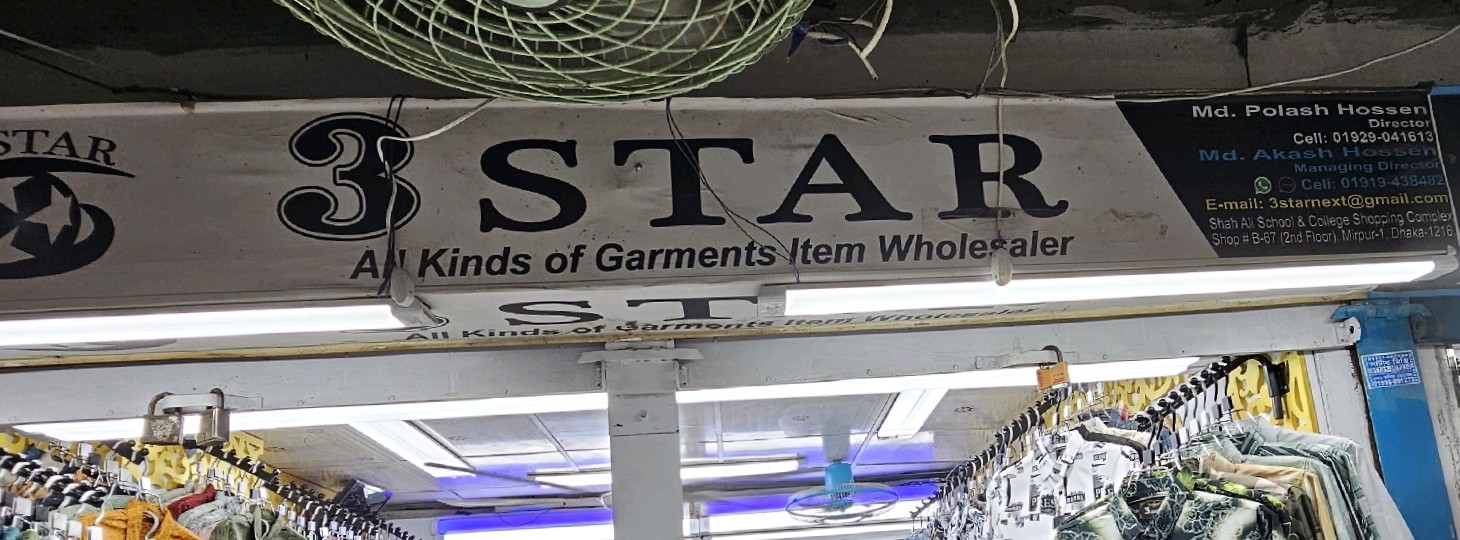 STAR
3 STAR
All Kinds of Garments Item Wholesaler
Md. Polash Hossen
Director
Cell: 01929-041613
Md. Akash Hossen
Managing Director
Cell: 01919-438482
E-mail: 3starnext@gmail.com
Shah Ali School & College Shopping Complex
Shop # B-67 (2nd Floor), Mirpur-1, Dhaka-1216
ST
All Kinds of Garments Item Wholesaler